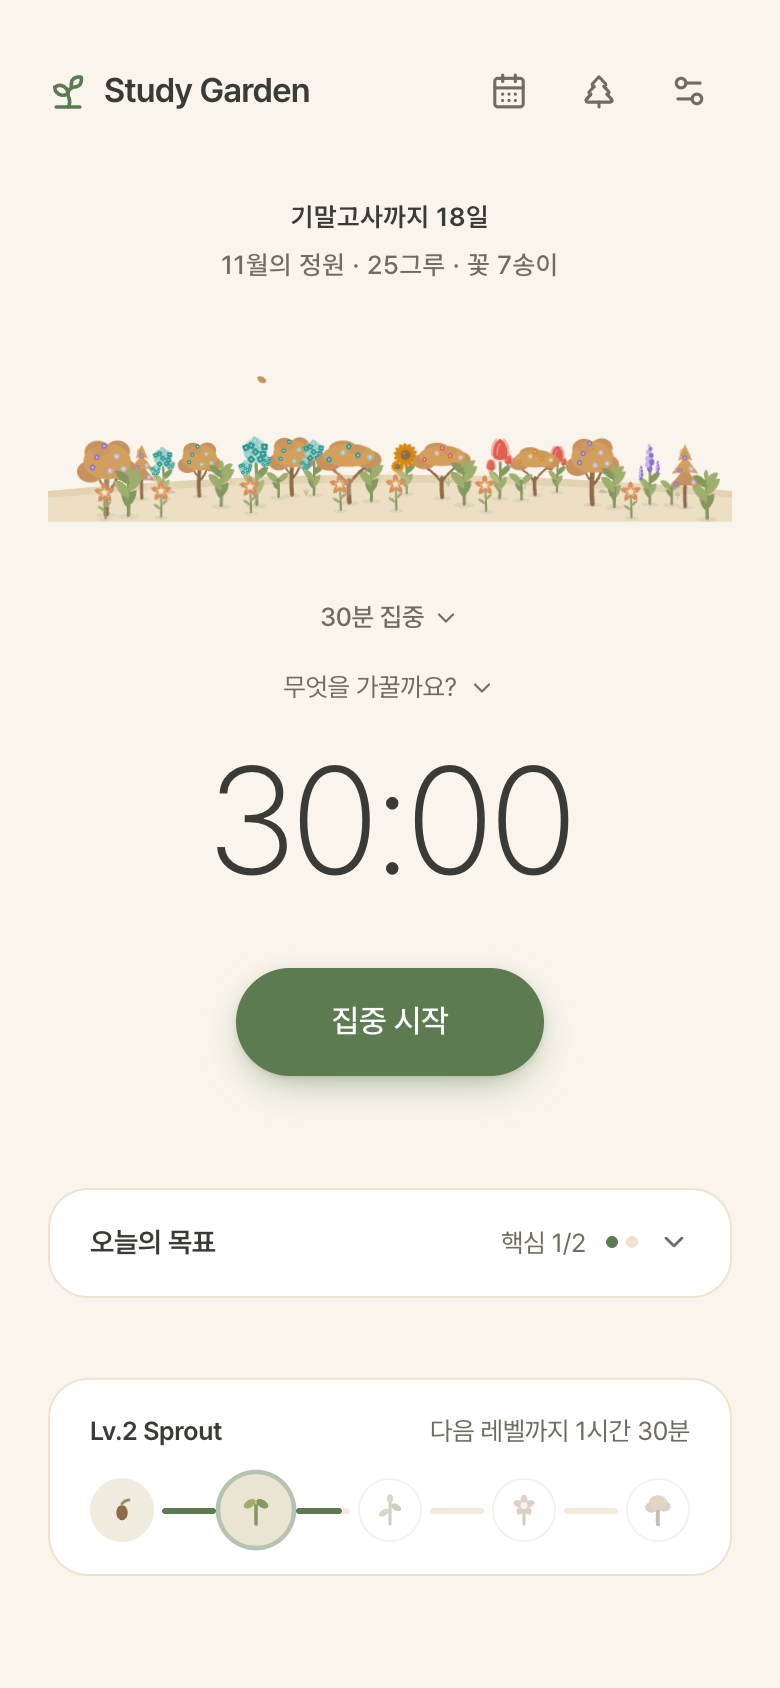 Study Garden
기말고사까지 18일
11월의 정원 · 25그루 · 꽃 7송이
30분 집중
무엇을 가꿀까요?
30:00
집중 시작
오늘의 목표 핵심 1/2
Lv.2 Sprout 다음 레벨까지 1시간 30분